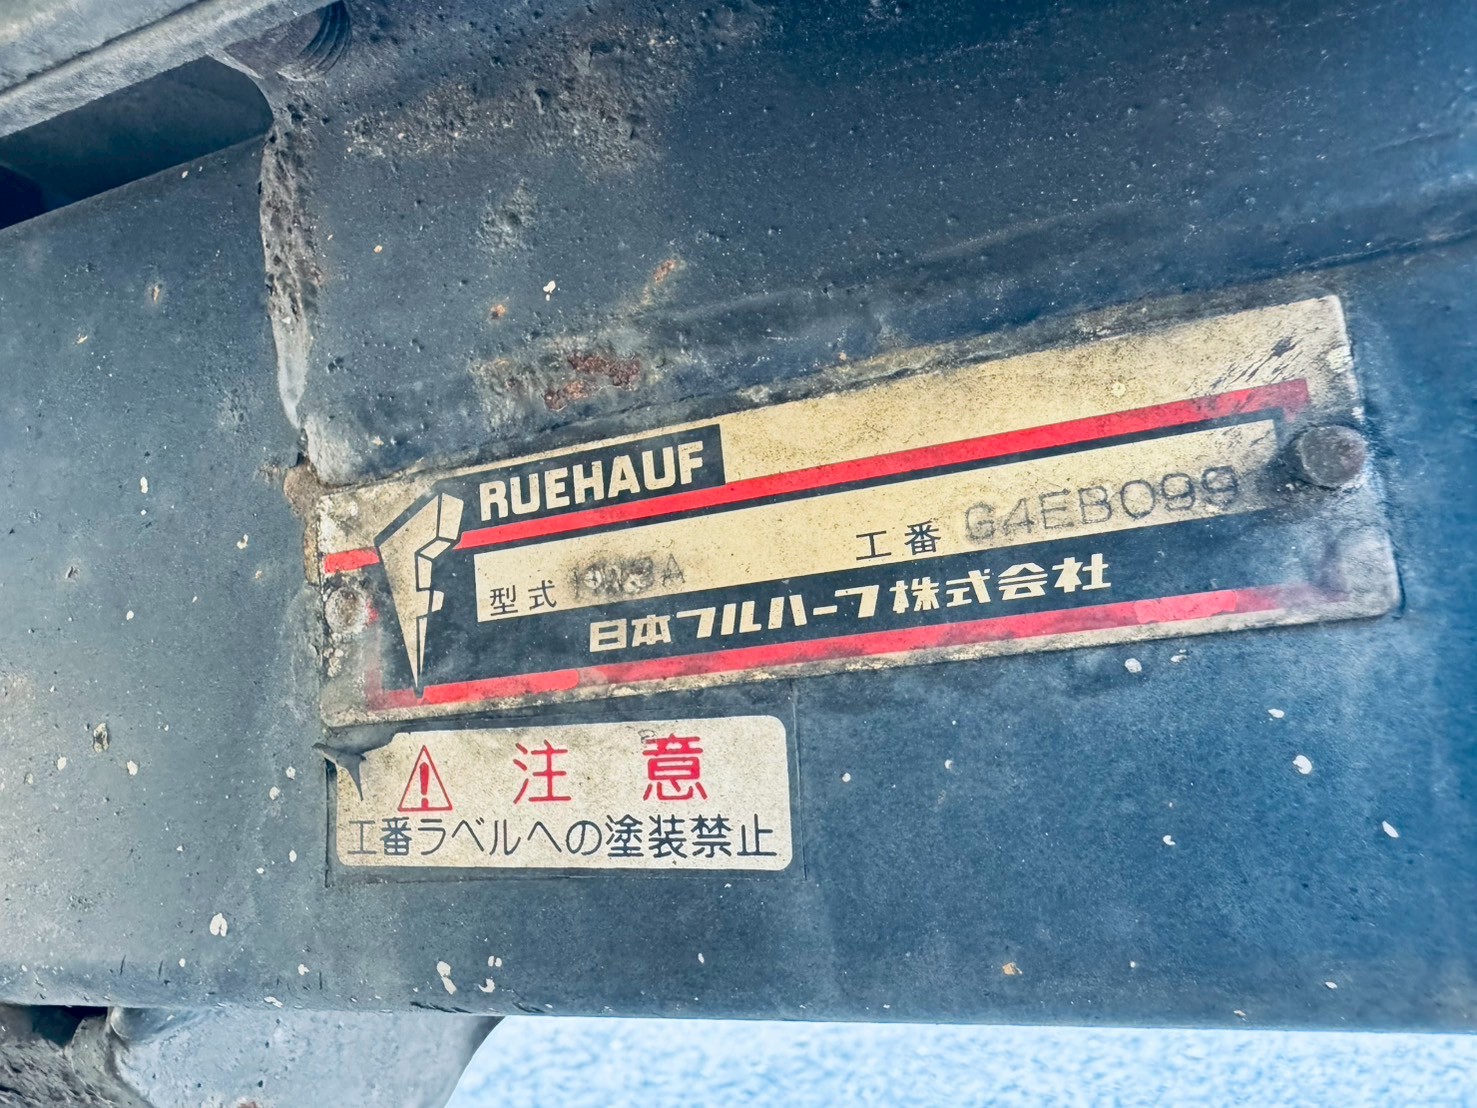 RUEHAUF
型式
工番 G4EB099
日本フルハーフ株式会社
注意
工番ラベルへの塗装禁止